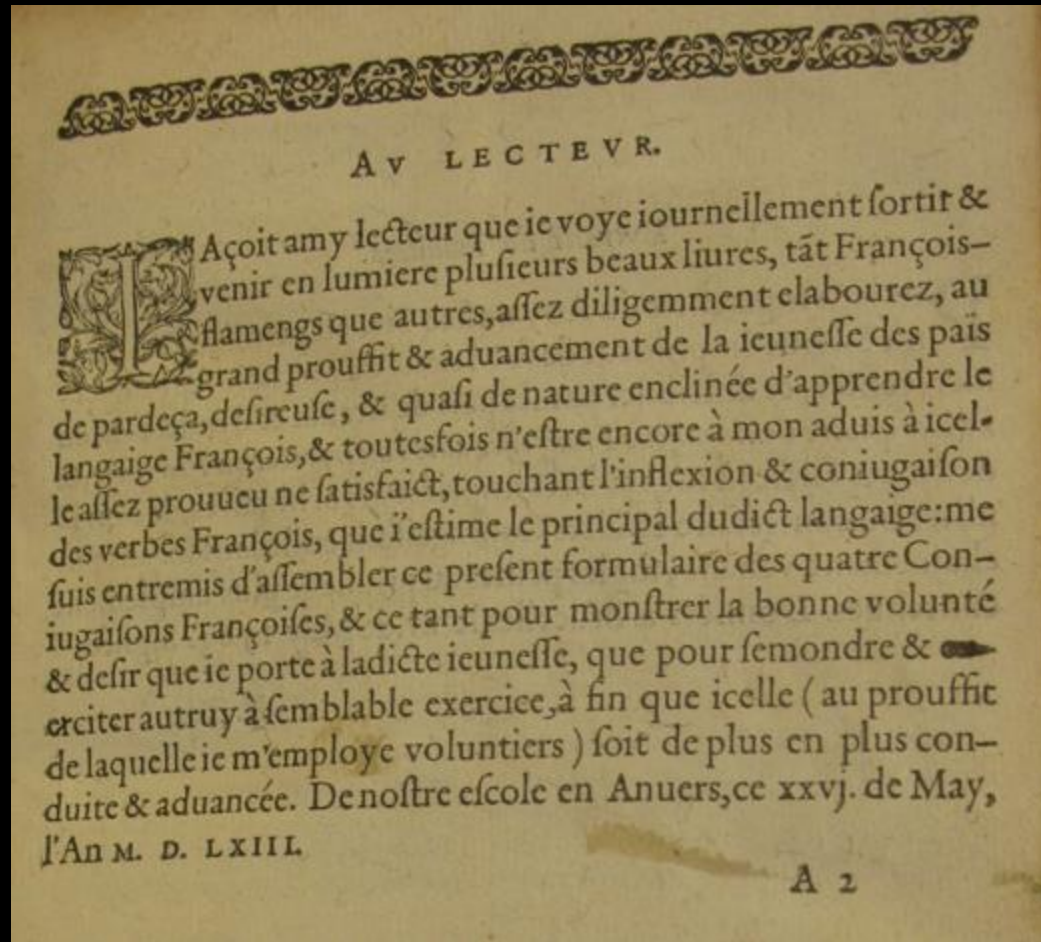 AV LECTEVR.
IAçoit amy lecteur que ie voye iournellement ſortir &
venir en lumiere pluſieurs beaux liures, tãt François-
flamengs que autres, aſſez diligemment elabourez, au
grand prouffit & aduancement de la ieuneſſe des païs
de pardeça, deſireuſe, & quaſi de nature enclinée d'apprendre le
langaige François, & toutesfois n'eſtre encore à mon aduis à icel-
le aſſez prouueu ne ſatisfaict, touchant l'inflexion & coniugaiſon
des verbes François, que i'eſtime le principal dudict langaige: me
ſuis entremis d'aſſembler ce preſent formulaire des quatre Con-
iugaiſons Françoiſes, & ce tant pour monſtrer la bonne volunté
& deſir que ie porte à ladicte ieuneſſe, que pour ſemondre &
exciter autruy à ſemblable exercice, à fin que icelle ( au prouffit
de laquelle ie m'employe voluntiers ) ſoit de plus en plus con-
duite & aduancée. De noſtre eſcole en Anuers, ce xxvj. de May,
l'An M. D. LXIII.
A 2